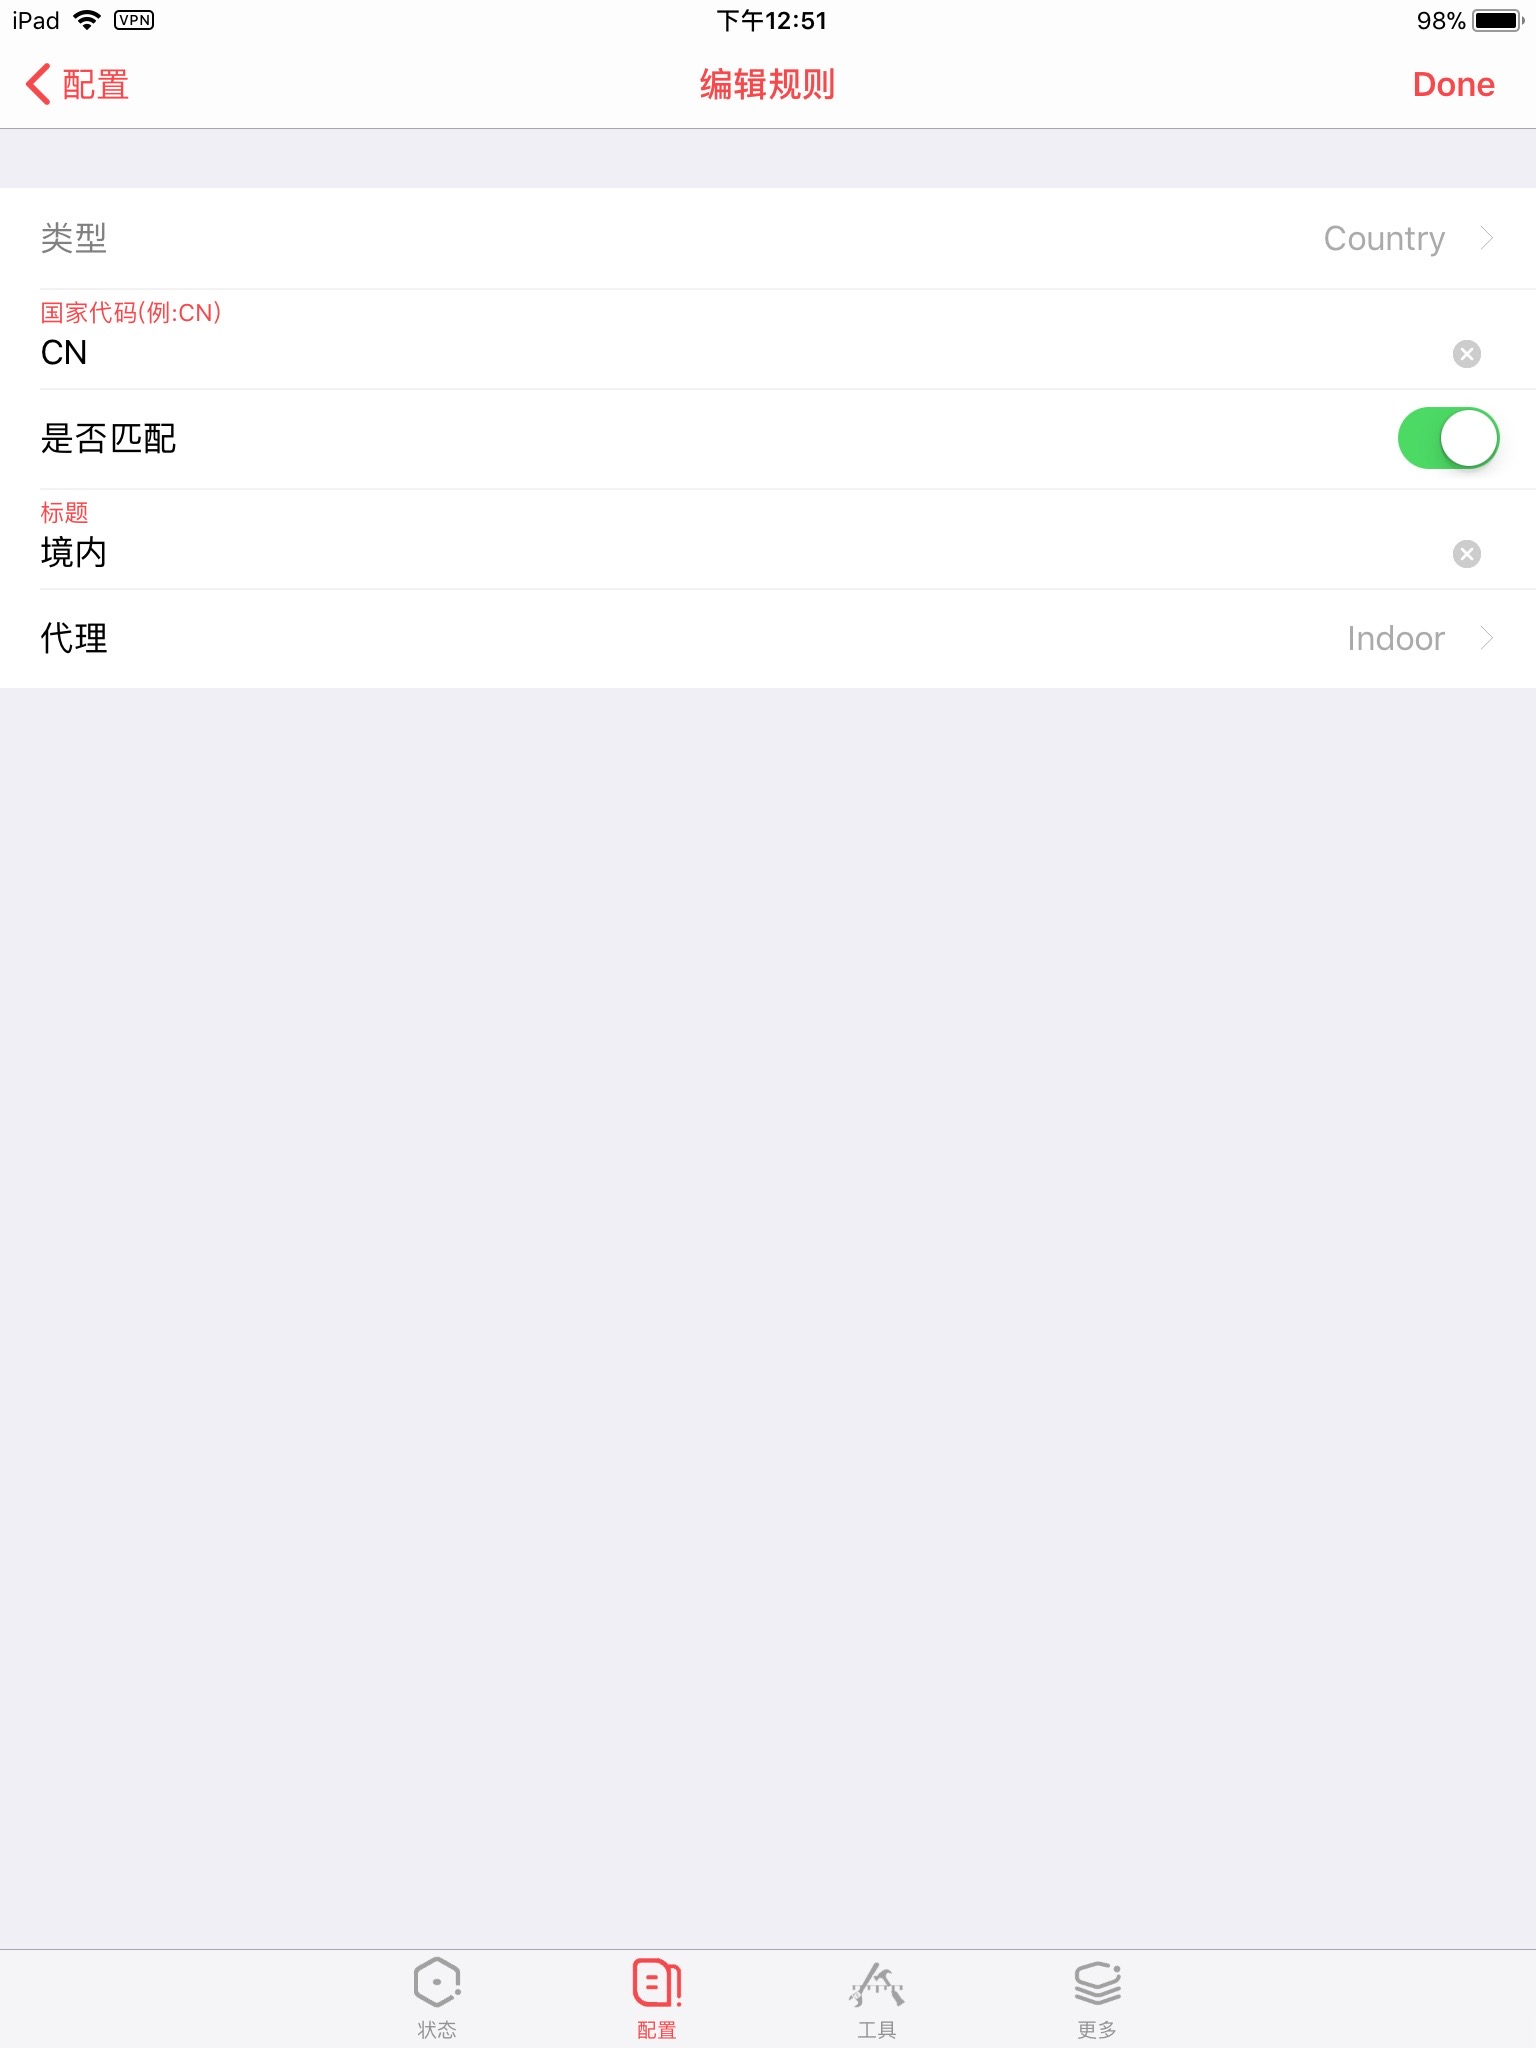 iPad VPN 下午12:51 98%
配置 编辑规则 Done
类型 Country
国家代码(例:CN)
CN
是否匹配
标题
境内
代理 Indoor
状态 配置 工具 更多